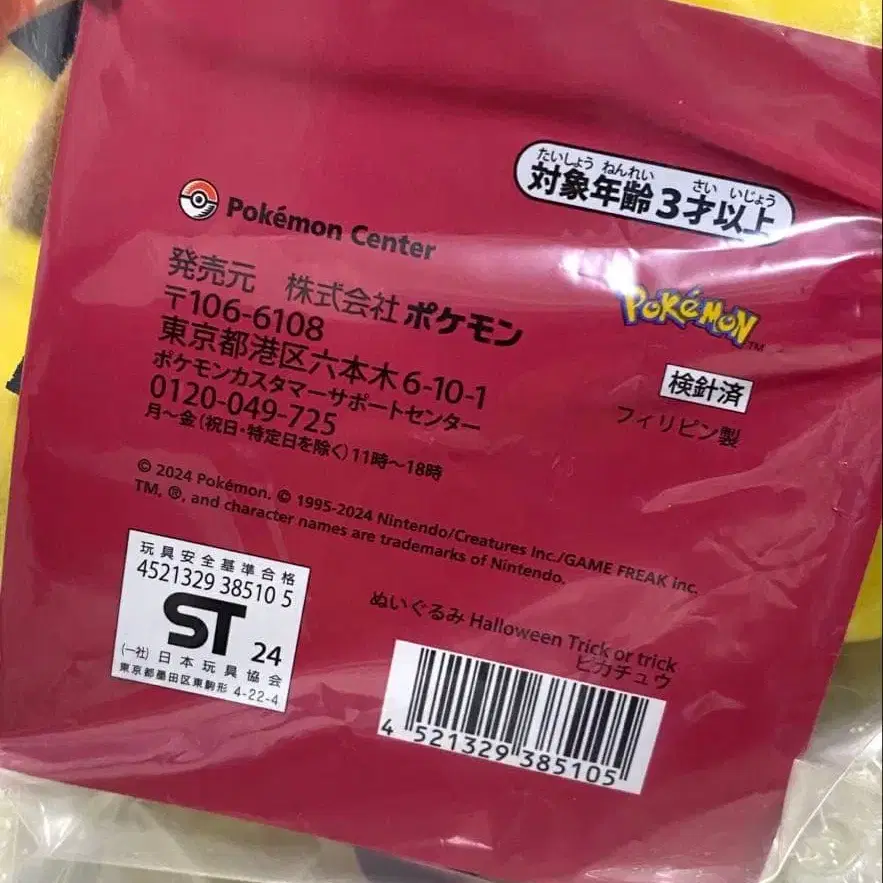 たいしょう ねんれい さい いじょう
対象年齢 3才以上
Pokémon Center
発売元 株式会社 ポケモン
〒106-6108
東京都港区六本木6-10-1
ポケモンカスタマーサポートセンター
0120-049-725
月～金(祝日・特定日を除く)11時～18時
POKéMON TM
検針済
フィリピン製
© 2024 Pokémon. © 1995-2024 Nintendo/Creatures Inc./GAME FREAK inc.
TM, ®, and character names are trademarks of Nintendo.
玩具安全基準合格
4521329 38510 5
ST 24
(一社) 日本玩具協会
東京都墨田区東駒形 4-22-4
ぬいぐるみ Halloween Trick or trick
ピカチュウ
4 521329 385105